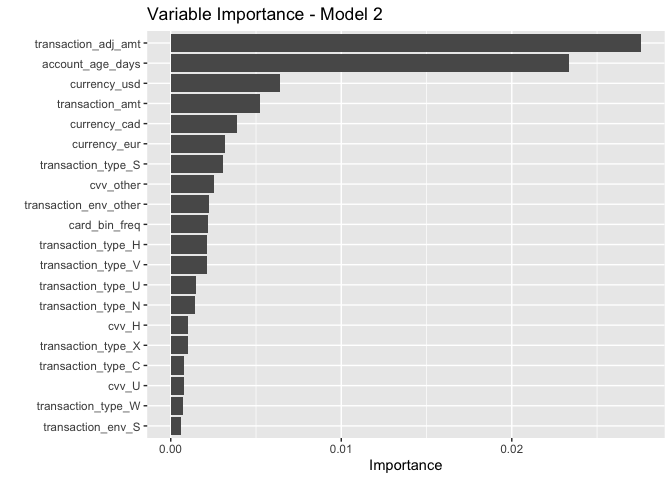 Variable Importance - Model 2
transaction_adj_amt
account_age_days
currency_usd
transaction_amt
currency_cad
currency_eur
transaction_type_S
cvv_other
transaction_env_other
card_bin_freq
transaction_type_H
transaction_type_V
transaction_type_U
transaction_type_N
cvv_H
transaction_type_X
transaction_type_C
cvv_U
transaction_type_W
transaction_env_S
0.00 0.01 0.02
Importance